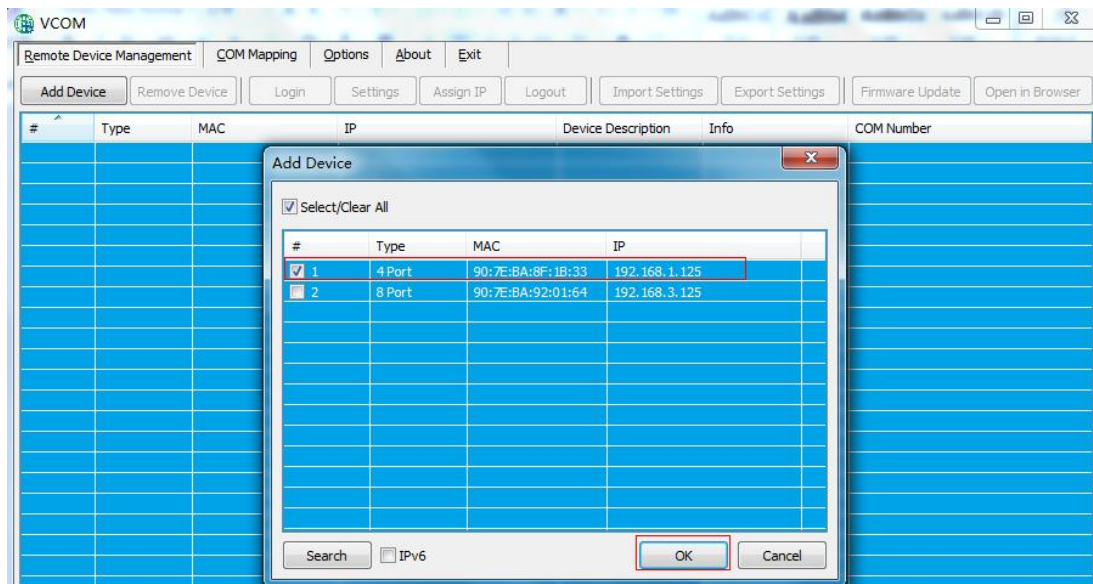 VCOM
Remote Device Management COM Mapping Options About Exit
Add Device Remove Device Login Settings Assign IP Logout Import Settings Export Settings Firmware Update Open in Browser
# Type MAC IP Device Description Info COM Number
Add Device
Select/Clear All
# Type MAC IP
1 4 Port 90:7E:BA:8F:1B:33 192.168.1.125
2 8 Port 90:7E:BA:92:01:64 192.168.3.125
Search IPv6 OK Cancel